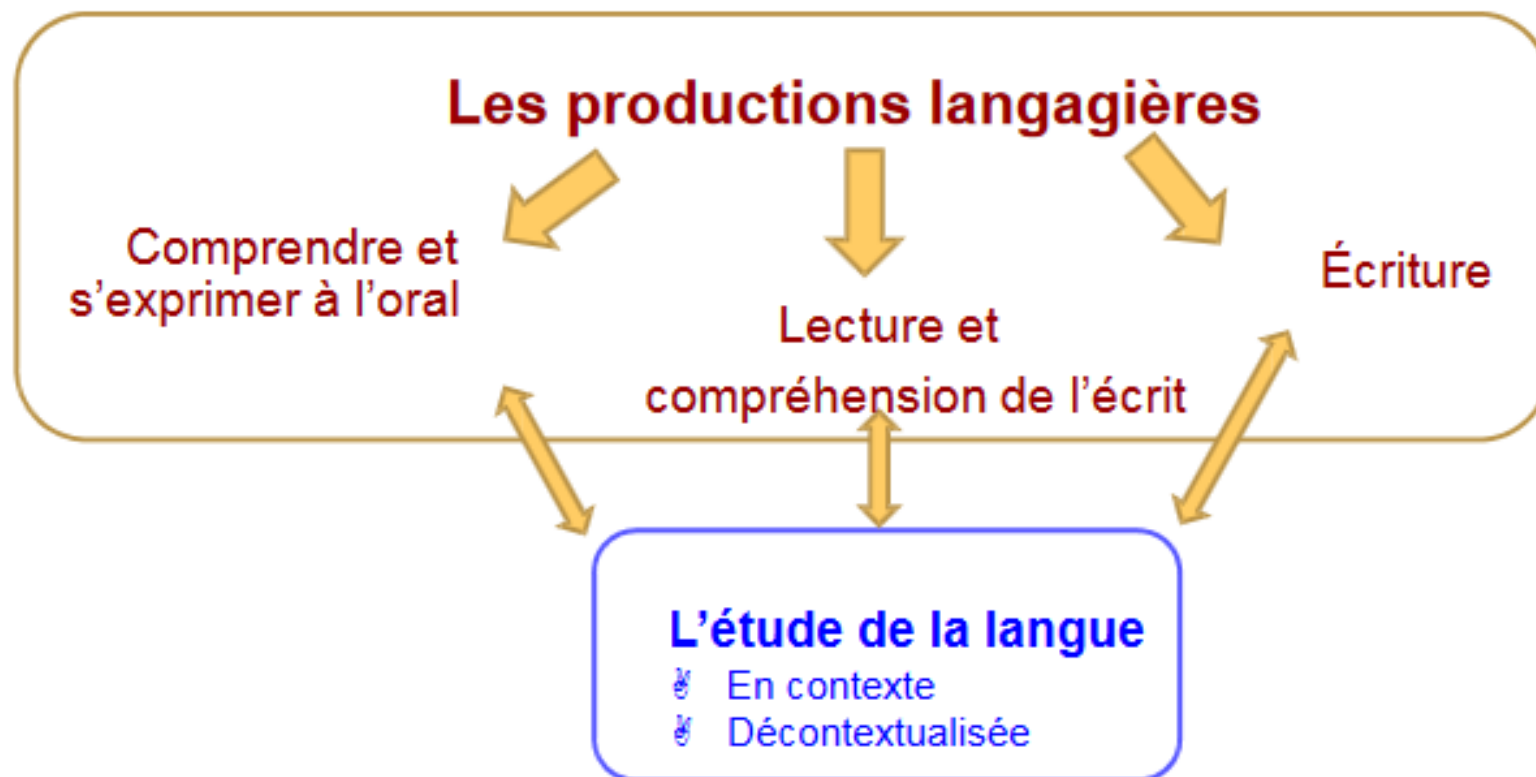 Les productions langagières
Comprendre et
s’exprimer à l’oral
Lecture et
compréhension de l’écrit
Écriture
L’étude de la langue
✌ En contexte
✌ Décontextualisée